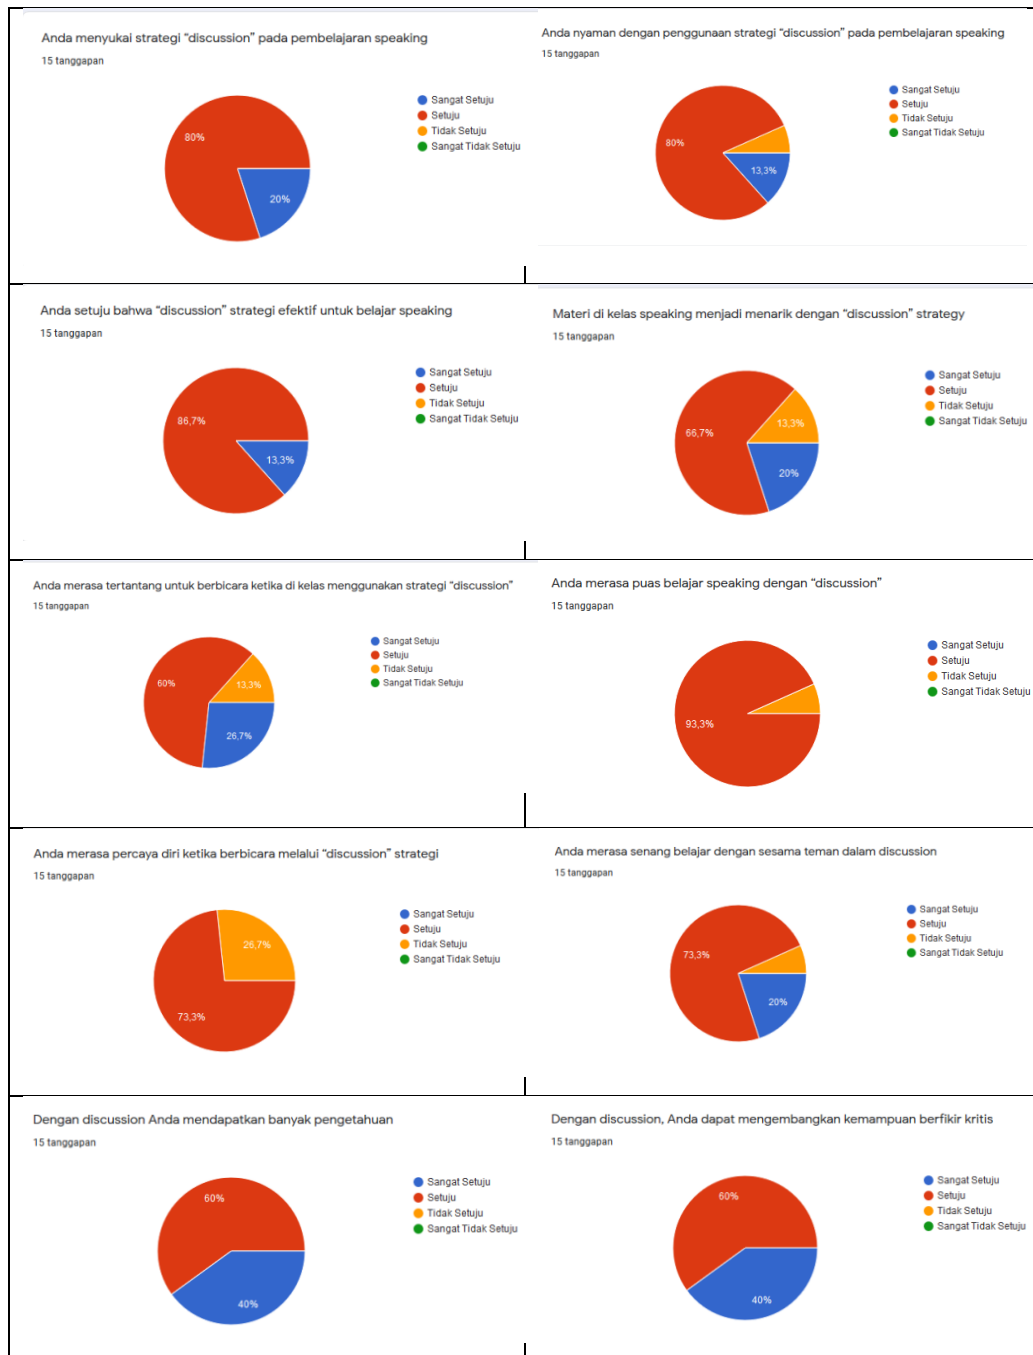 Anda menyukai strategi “discussion” pada pembelajaran speaking
15 tanggapan
80%
20%
Sangat Setuju
Setuju
Tidak Setuju
Sangat Tidak Setuju
Anda nyaman dengan penggunaan strategi “discussion” pada pembelajaran speaking
15 tanggapan
80%
13,3%
Sangat Setuju
Setuju
Tidak Setuju
Sangat Tidak Setuju
Anda setuju bahwa “discussion” strategi efektif untuk belajar speaking
15 tanggapan
86,7%
13,3%
Sangat Setuju
Setuju
Tidak Setuju
Sangat Tidak Setuju
Materi di kelas speaking menjadi menarik dengan “discussion” strategy
15 tanggapan
66,7%
13,3%
20%
Sangat Setuju
Setuju
Tidak Setuju
Sangat Tidak Setuju
Anda merasa tertantang untuk berbicara ketika di kelas menggunakan strategi “discussion”
15 tanggapan
60%
13,3%
26,7%
Sangat Setuju
Setuju
Tidak Setuju
Sangat Tidak Setuju
Anda merasa puas belajar speaking dengan “discussion”
15 tanggapan
93,3%
Sangat Setuju
Setuju
Tidak Setuju
Sangat Tidak Setuju
Anda merasa percaya diri ketika berbicara melalui “discussion” strategi
15 tanggapan
26,7%
73,3%
Sangat Setuju
Setuju
Tidak Setuju
Sangat Tidak Setuju
Anda merasa senang belajar dengan sesama teman dalam discussion
15 tanggapan
73,3%
20%
Sangat Setuju
Setuju
Tidak Setuju
Sangat Tidak Setuju
Dengan discussion Anda mendapatkan banyak pengetahuan
15 tanggapan
60%
40%
Sangat Setuju
Setuju
Tidak Setuju
Sangat Tidak Setuju
Dengan discussion, Anda dapat mengembangkan kemampuan berfikir kritis
15 tanggapan
60%
40%
Sangat Setuju
Setuju
Tidak Setuju
Sangat Tidak Setuju